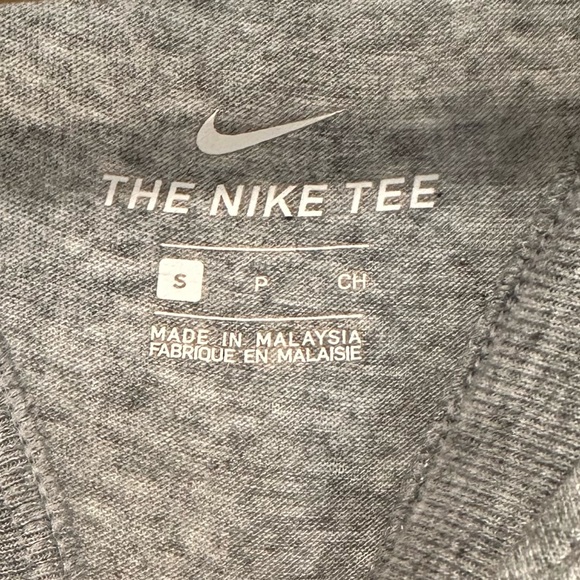 THE NIKE TEE
S P CH
MADE IN MALAYSIA
FABRIQUE EN MALAISIE